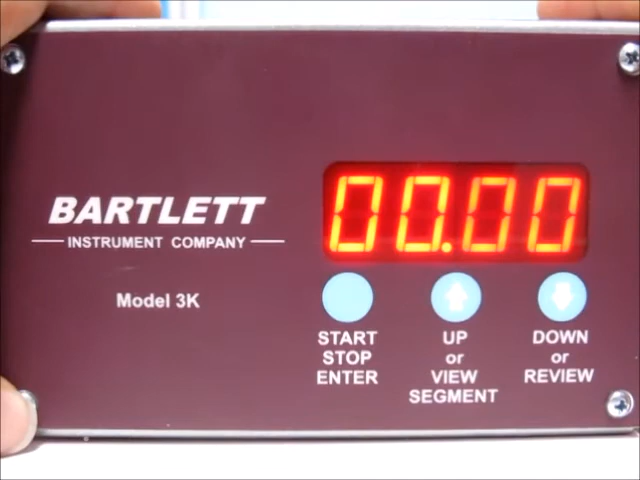 BARTLETT
INSTRUMENT COMPANY
Model 3K
00.00
START
STOP
ENTER
UP
or
VIEW
SEGMENT
DOWN
or
REVIEW